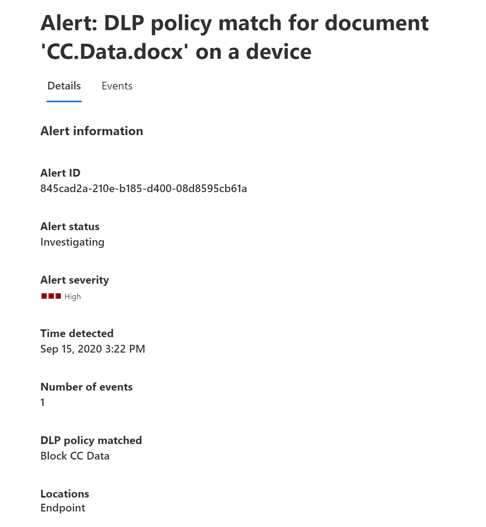 Alert: DLP policy match for document
'CC.Data.docx' on a device
Details Events
Alert information
Alert ID
845cad2a-210e-b185-d400-08d8595cb61a
Alert status
Investigating
Alert severity
High
Time detected
Sep 15, 2020 3:22 PM
Number of events
1
DLP policy matched
Block CC Data
Locations
Endpoint